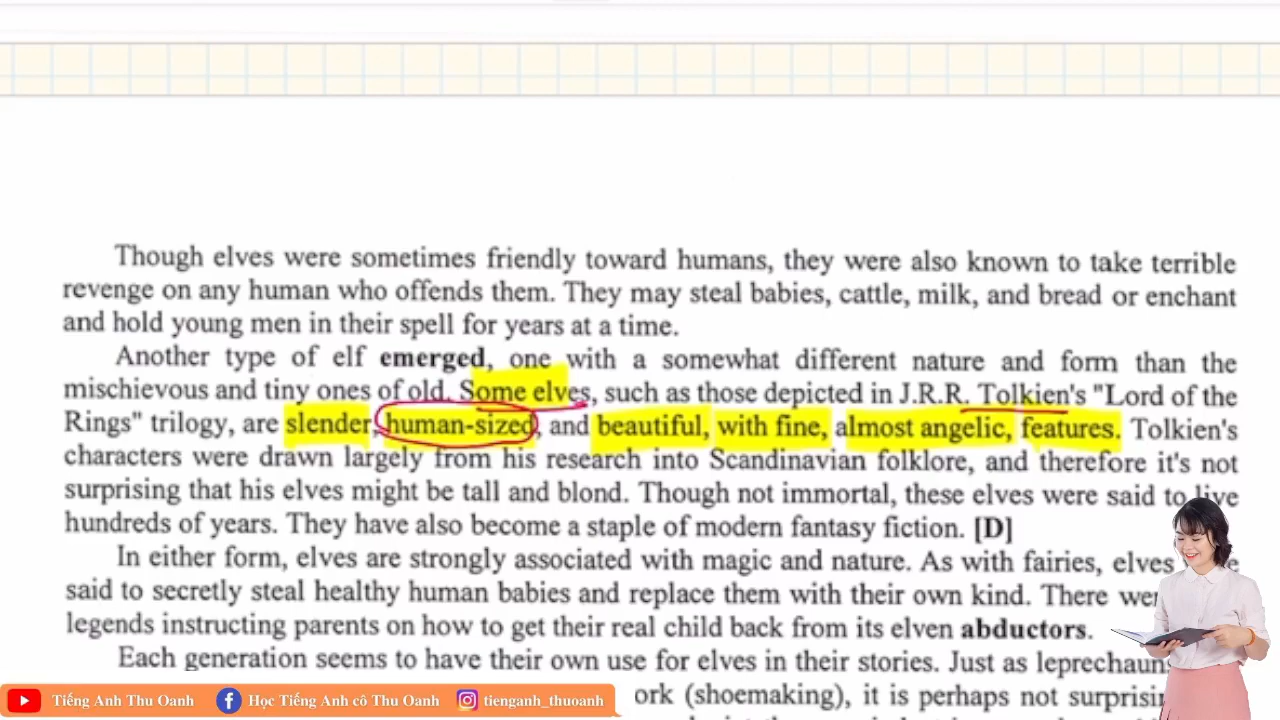 Though elves were sometimes friendly toward humans, they were also known to take terrible
revenge on any human who offends them. They may steal babies, cattle, milk, and bread or enchant
and hold young men in their spell for years at a time.
Another type of elf emerged, one with a somewhat different nature and form than the
mischievous and tiny ones of old. Some elves, such as those depicted in J.R.R. Tolkien's "Lord of the
Rings" trilogy, are slender, human-sized, and beautiful, with fine, almost angelic, features. Tolkien's
characters were drawn largely from his research into Scandinavian folklore, and therefore it's not
surprising that his elves might be tall and blond. Though not immortal, these elves were said to live
hundreds of years. They have also become a staple of modern fantasy fiction. [D]
In either form, elves are strongly associated with magic and nature. As with fairies, elves
said to secretly steal healthy human babies and replace them with their own kind. There
legends instructing parents on how to get their real child back from its elven abductors.
Each generation seems to have their own use for elves in their stories. Just as
(shoemaking), it is perhaps not
Tiếng Anh Thu Oanh
Học Tiếng Anh cô Thu Oanh
tienganh_thuoanh